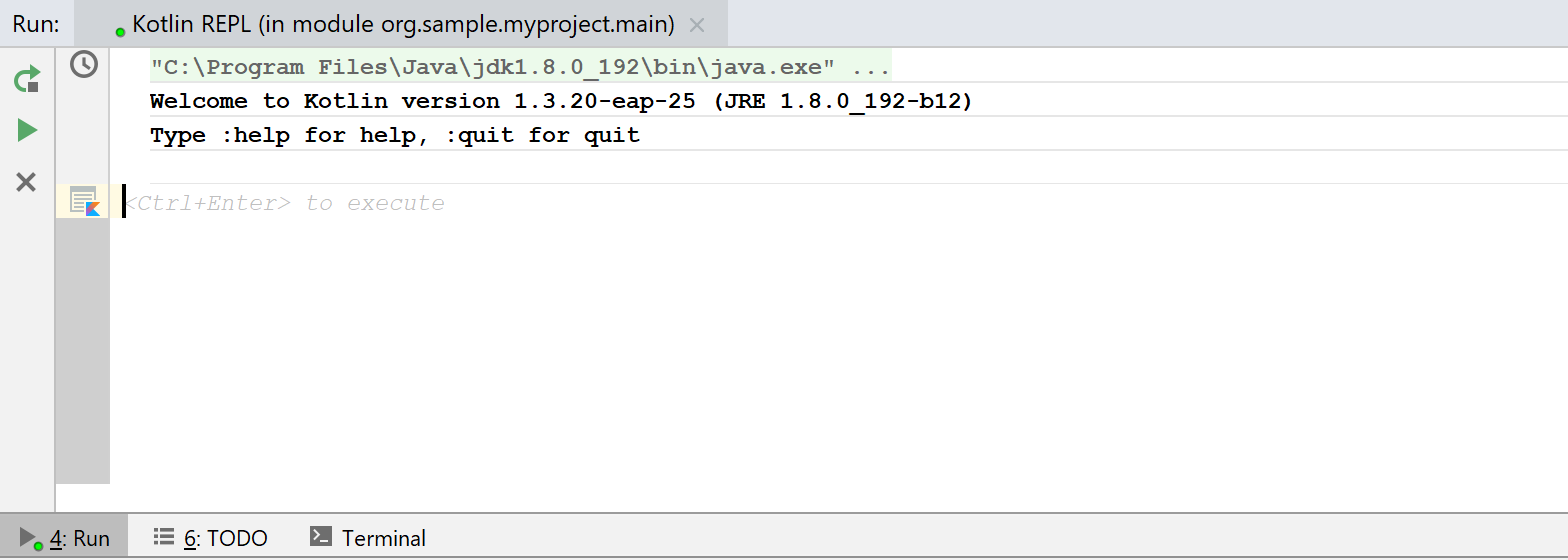 Run: Kotlin REPL (in module org.sample.myproject.main)
"C:\Program Files\Java\jdk1.8.0_192\bin\java.exe" ...
Welcome to Kotlin version 1.3.20-eap-25 (JRE 1.8.0_192-b12)
Type :help for help, :quit for quit
<Ctrl+Enter> to execute
4: Run 6: TODO Terminal